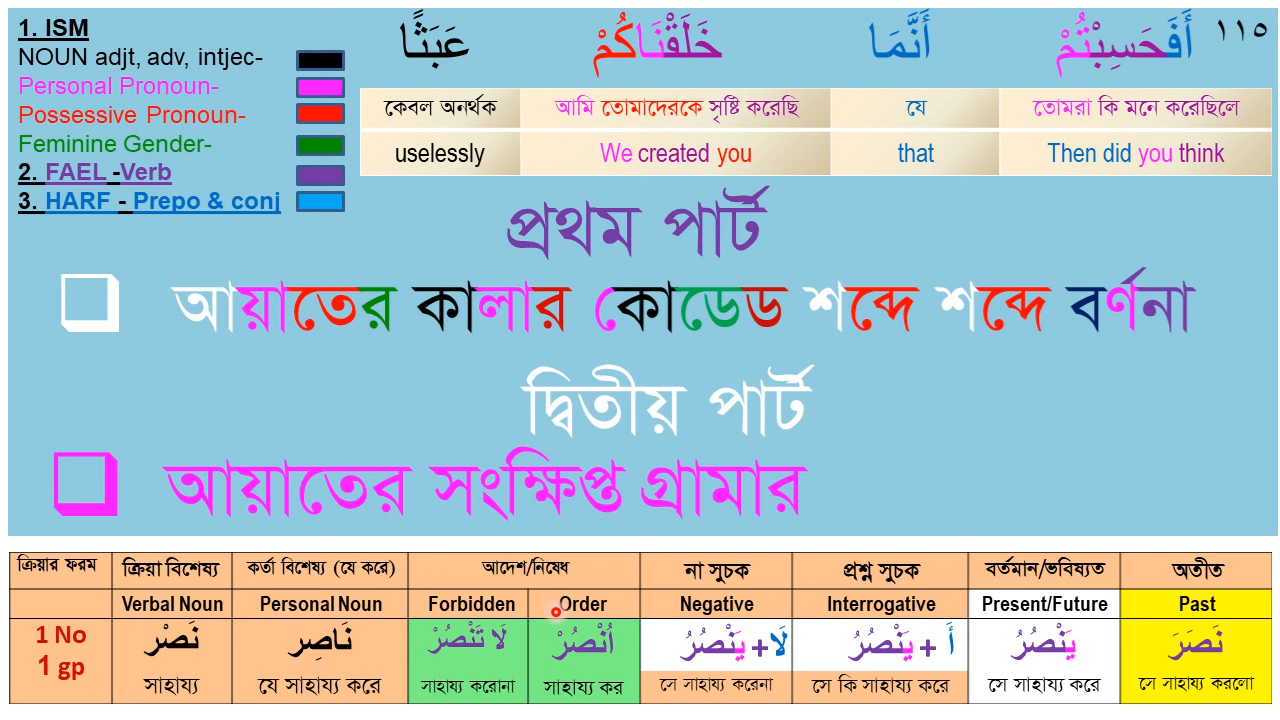 1. ISM
NOUN adjt, adv, intjec-
Personal Pronoun-
Possessive Pronoun-
Feminine Gender-
2. FAEL -Verb
3. HARF - Prepo & conj
أَفَحَسِبْتُمْ أَنَّمَا خَلَقْنَاكُمْ عَبَثًا ١١٥
কেবল অনর্থক আমি তোমাদেরকে সৃষ্টি করেছি যে তোমরা কি মনে করেছিলে
uselessly We created you that Then did you think
প্রথম পার্ট
আয়াতের কালার কোডেড শব্দে শব্দে বর্ণনা
দ্বিতীয় পার্ট
আয়াতের সংক্ষিপ্ত গ্রামার
ক্রিয়ার ফরম ক্রিয়া বিশেষ্য কর্তা বিশেষ্য (যে করে) আদেশ/নিষেধ না সুচক প্রশ্ন সুচক বর্তমান/ভবিষ্যত অতীত
Verbal Noun Personal Noun Forbidden Order Negative Interrogative Present/Future Past
1 No نَصْر نَاصِر لَا تَنْصُرْ اُنْصُرْ لَا + يَنْصُرُ أَ + يَنْصُرُ يَنْصُرُ نَصَرَ
1 gp সাহায্য যে সাহায্য করে সাহায্য করোনা সাহায্য কর সে সাহায্য করেনা সে কি সাহায্য করে সে সাহায্য করে সে সাহায্য করলো